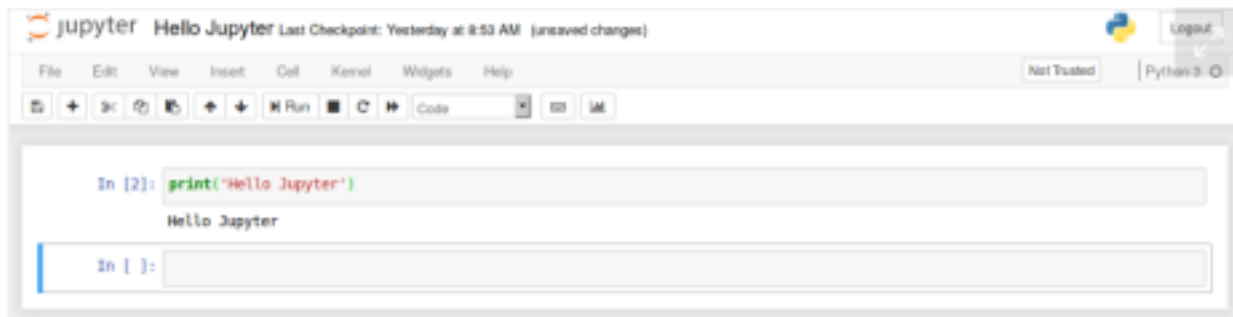 jupyter Hello Jupyter Last Checkpoint: Yesterday at 8:53 AM (unsaved changes) Logout
File Edit View Insert Cell Kernel Widgets Help Not Trusted Python 3
Run Code
In [2]: print('Hello Jupyter')
Hello Jupyter
In [ ]: